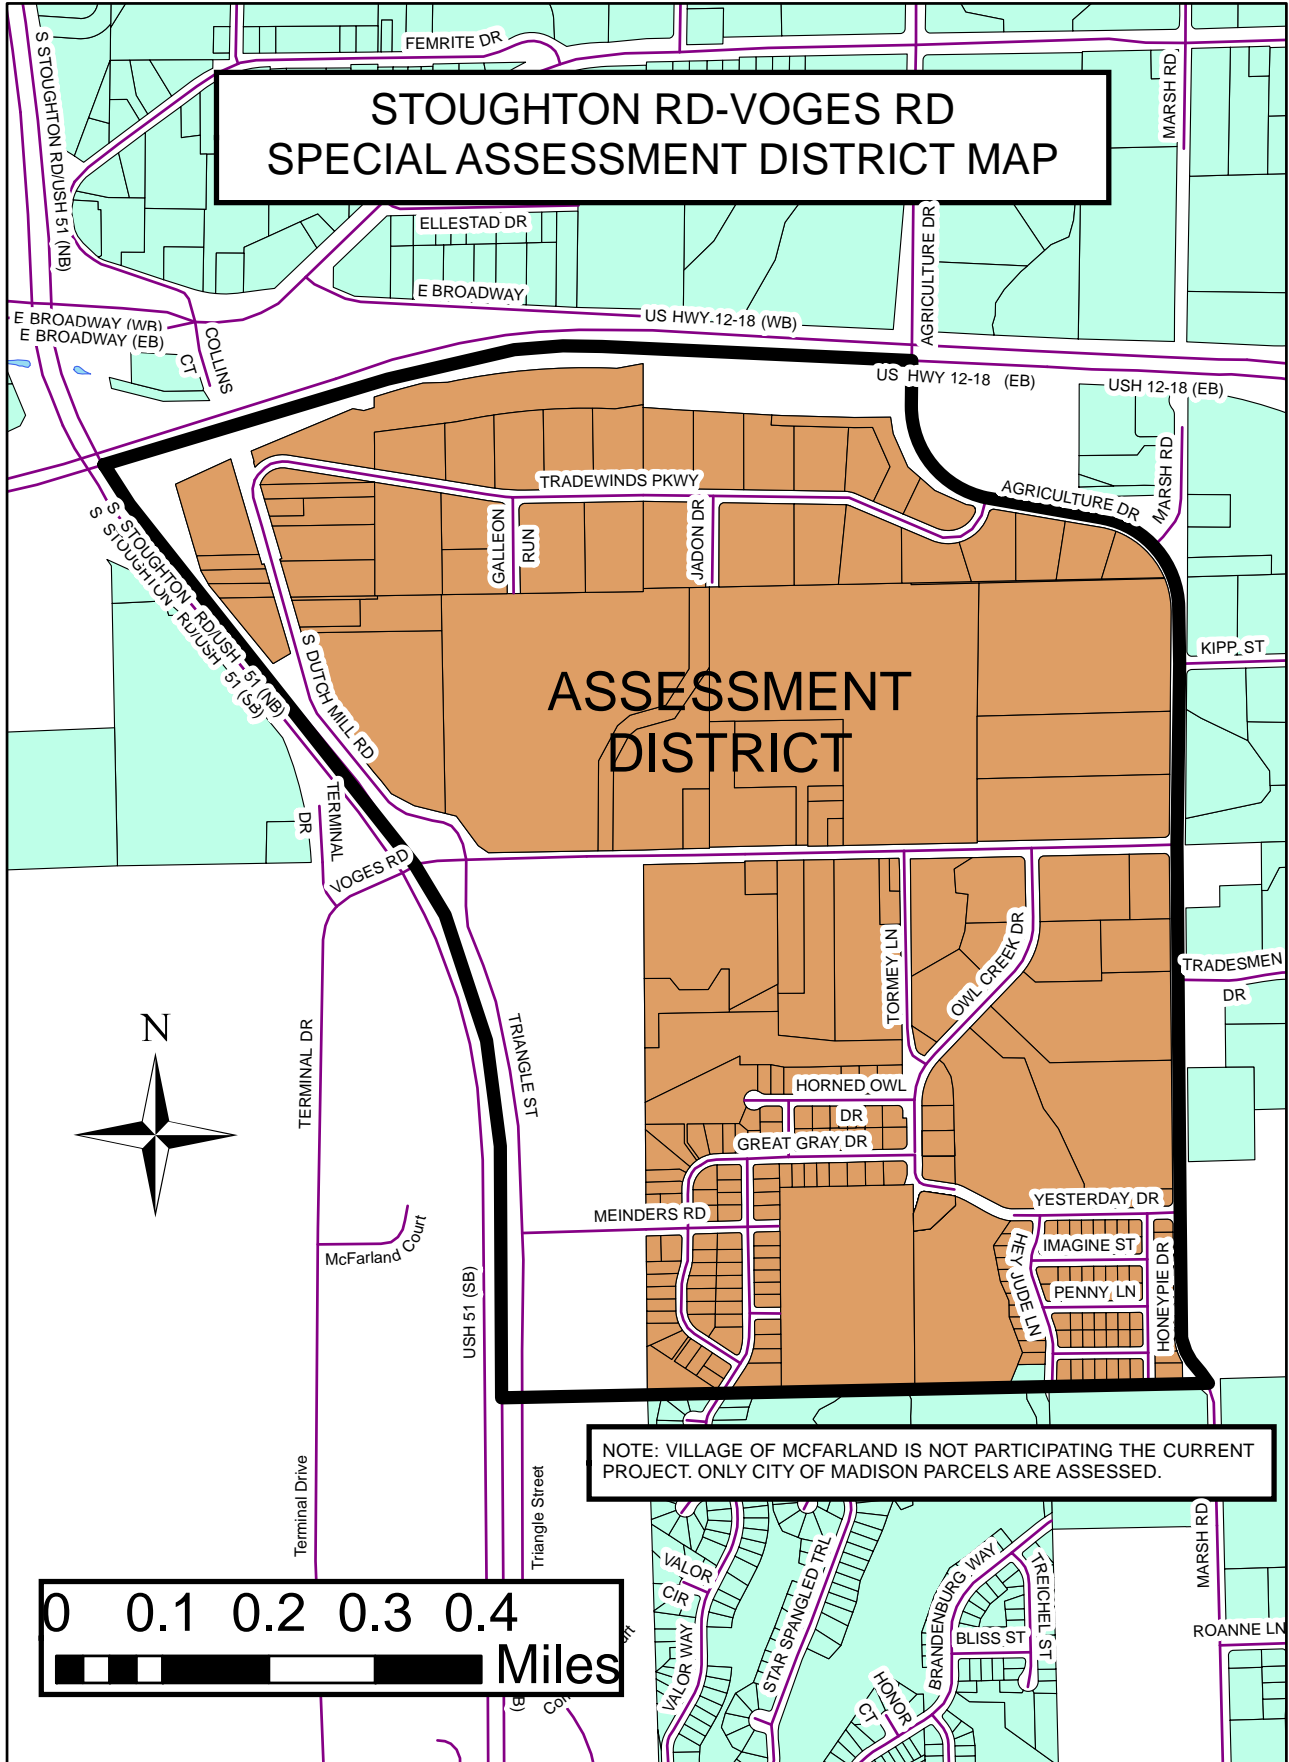 S STOUGHTON RD/USH 51 (NB)
FEMRITE DR
MARSH RD
STOUGHTON RD-VOGES RD
SPECIAL ASSESSMENT DISTRICT MAP
ELLESTAD DR
AGRICULTURE DR
E BROADWAY
US HWY 12-18 (WB)
E BROADWAY (WB)
E BROADWAY (EB)
COLLINS
CT
US HWY 12-18 (EB)
USH 12-18 (EB)
MARSH RD
AGRICULTURE DR
TRADEWINDS PKWY
GALLEON
RUN
JADON DR
S STOUGHTON RD/USH 51 (NB)
S STOUGHTON RD/USH 51 (SB)
S DUTCH MILL RD
KIPP ST
ASSESSMENT
DISTRICT
TERMINAL
DR
VOGES RD
TORMEY LN
OWL CREEK DR
TRADESMEN
DR
N
TERMINAL DR
TRIANGLE ST
HORNED OWL
DR
GREAT GRAY DR
MEINDERS RD
YESTERDAY DR
IMAGINE ST
HEY JUDE LN
PENNY LN
HONEYPIE DR
McFarland Court
USH 51 (SB)
NOTE: VILLAGE OF MCFARLAND IS NOT PARTICIPATING THE CURRENT
PROJECT. ONLY CITY OF MADISON PARCELS ARE ASSESSED.
Terminal Drive
Triangle Street
MARSH RD
VALOR
CIR
VALOR WAY
STAR SPANGLED TRL
BRANDENBURG WAY
TREICHEL ST
BLISS ST
HONOR
CT
ROANNE LN
0 0.1 0.2 0.3 0.4
Miles